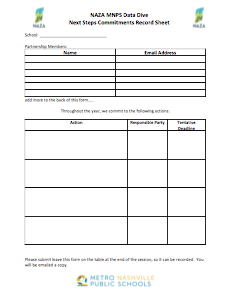 NAZA MNPS Data Dive
Next Steps Commitments Record Sheet
NAZA
NAZA
School:
Partnership Members:
Name Email Address
add more to the back of this form.....
Throughout the year, we commit to the following actions.
Action Responsible Party Tentative Deadline
Please submit leave this form on the table at the end of the session, so it can be recorded. You
will be emailed a copy.
METRO NASHVILLE
PUBLIC SCHOOLS